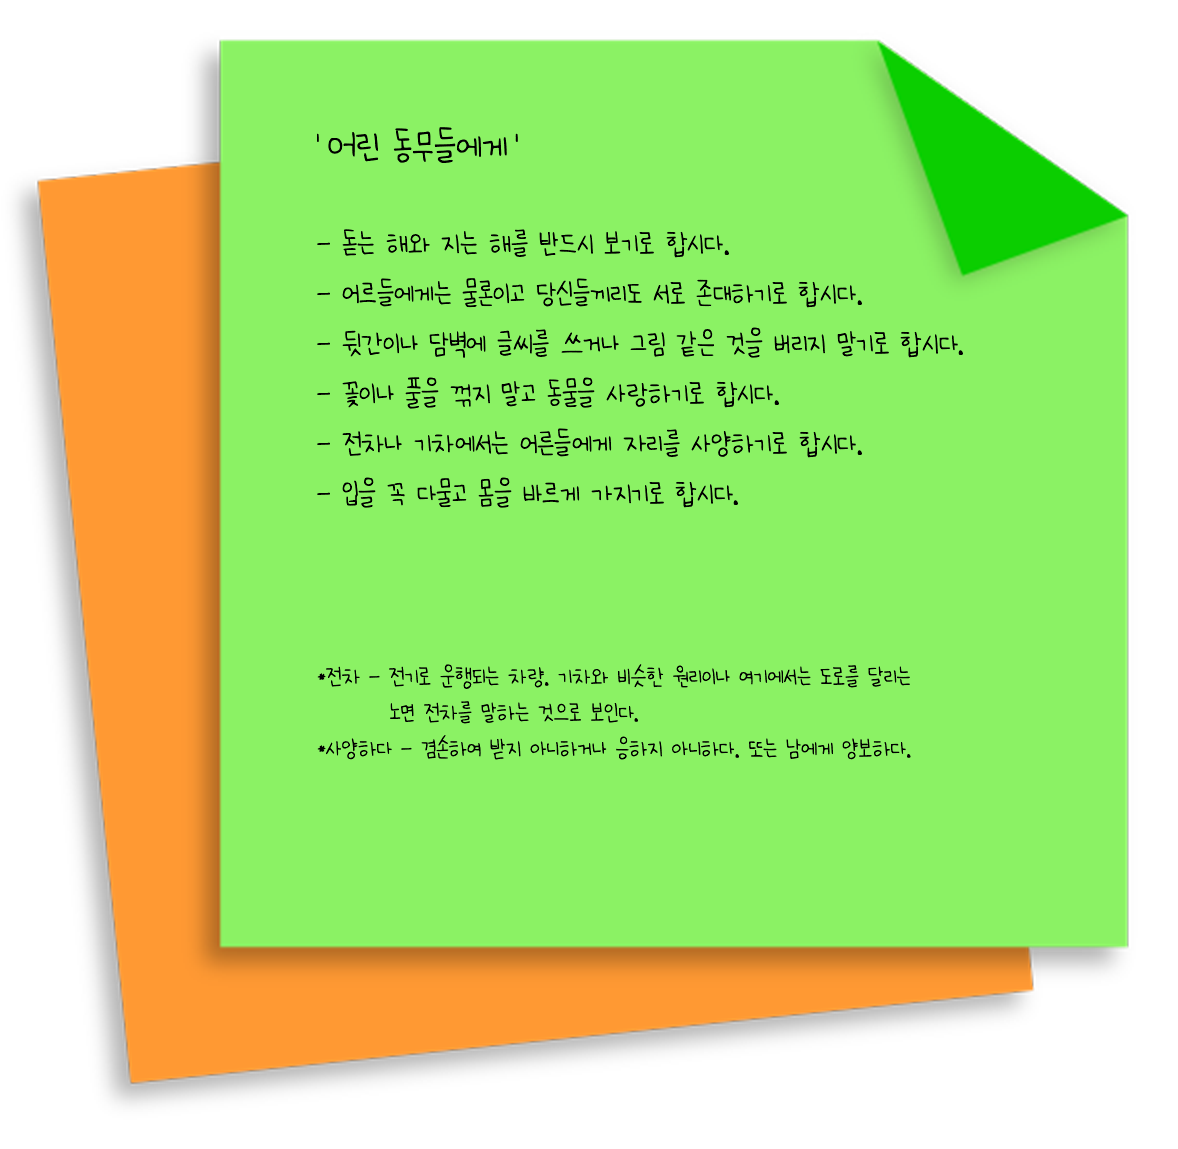 '어린 동무들에게'
- 돋는 해와 지는 해를 반드시 보기로 합시다.
- 어르들에게는 물론이고 당신들끼리도 서로 존대하기로 합시다.
- 뒷간이나 담벽에 글씨를 쓰거나 그림 같은 것을 버리지 말기로 합시다.
- 꽃이나 풀을 꺾지 말고 동물을 사랑하기로 합시다.
- 전차나 기차에서는 어른들에게 자리를 사양하기로 합시다.
- 입을 꼭 다물고 몸을 바르게 가지기로 합시다.
*전차 - 전기로 운행되는 차량. 기차와 비슷한 원리이나 여기에서는 도로를 달리는
노면 전차를 말하는 것으로 보인다.
*사양하다 - 겸손하여 받지 아니하거나 응하지 아니하다. 또는 남에게 양보하다.